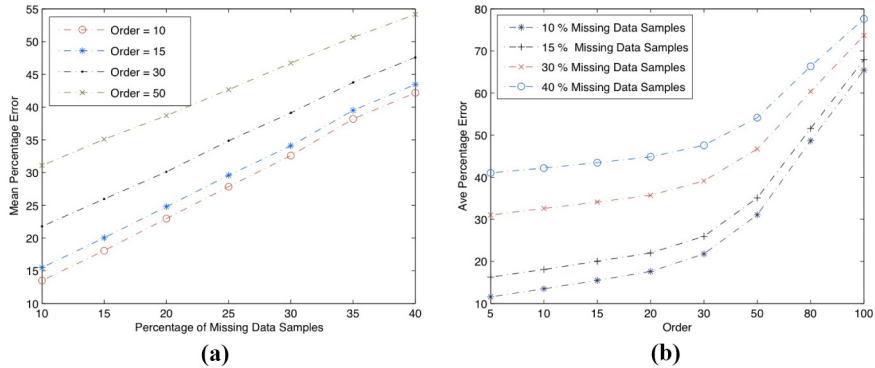 55
50
45
40
35
30
25
20
15
10
Mean Percentage Error
Order = 10
Order = 15
Order = 30
Order = 50
10 15 20 25 30 35 40
Percentage of Missing Data Samples
(a)
80
70
60
50
40
30
20
10
Ave Percentage Error
10 % Missing Data Samples
15 % Missing Data Samples
30 % Missing Data Samples
40 % Missing Data Samples
5 10 15 20 30 50 80 100
Order
(b)